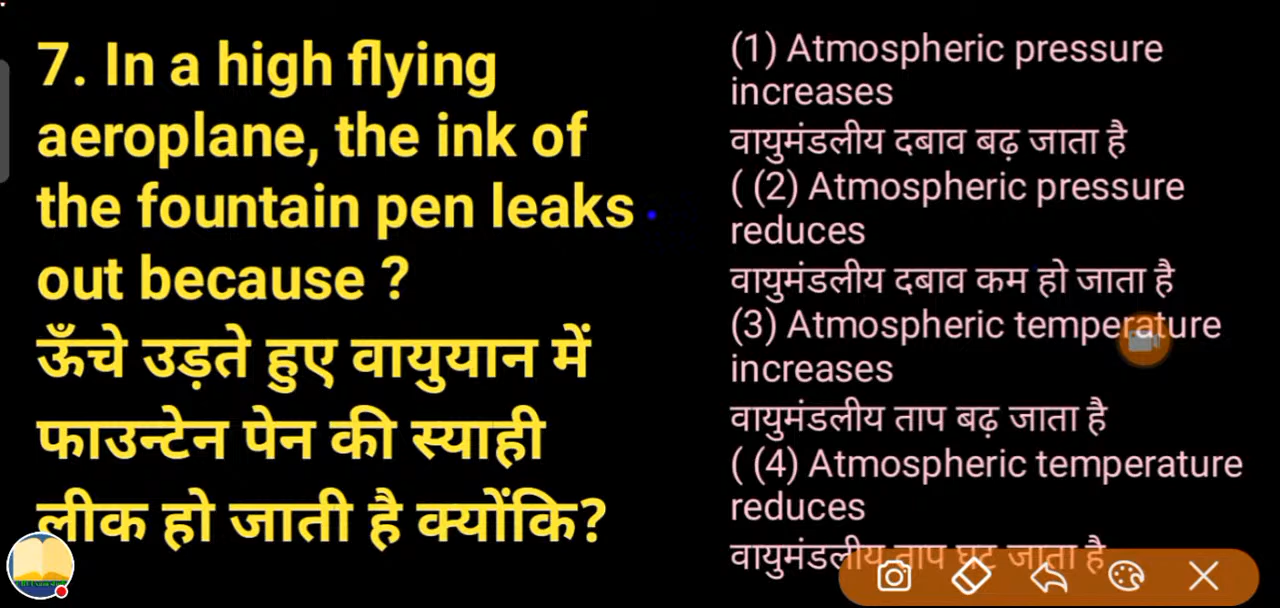 7. In a high flying
aeroplane, the ink of
the fountain pen leaks
out because ?
ऊँचे उड़ते हुए वायुयान में
फाउन्टेन पेन की स्याही
लीक हो जाती है क्योंकि?
(1) Atmospheric pressure
increases
वायुमंडलीय दबाव बढ़ जाता है
( (2) Atmospheric pressure
reduces
वायुमंडलीय दबाव कम हो जाता है
(3) Atmospheric temperature
increases
वायुमंडलीय ताप बढ़ जाता है
( (4) Atmospheric temperature
reduces
वायुमंडलीय ताप घट जाता है